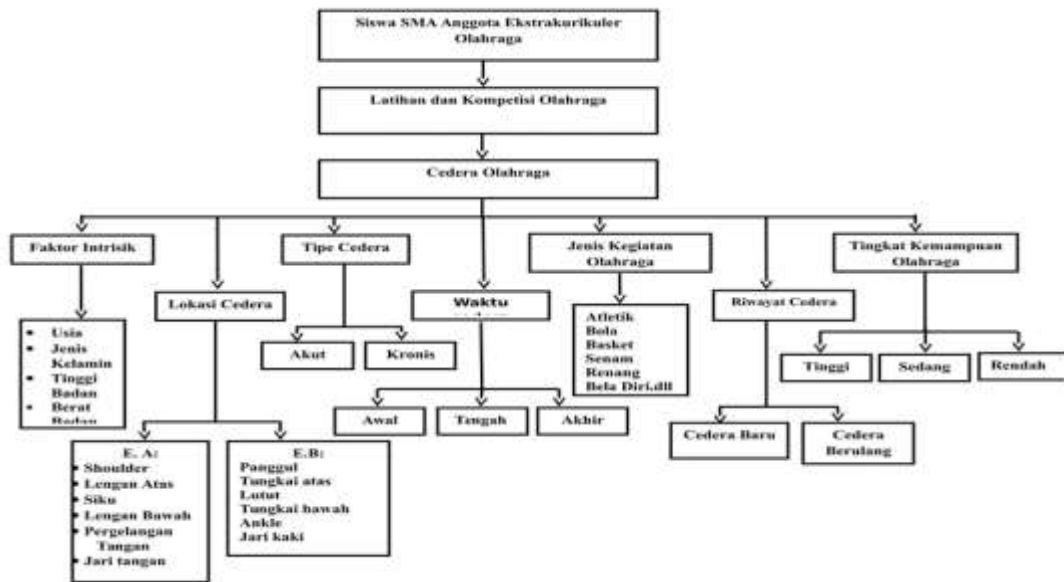 Siswa SMA Anggota Ekstrakurikuler
Olahraga
Latihan dan Kompetisi Olahraga
Cedera Olahraga
Faktor Intrisik
Tipe Cedera
Jenis Kegiatan
Olahraga
Tingkat Kemampuan
Olahraga
Lokasi Cedera
Waktu
Riwayat Cedera
• Usia
• Jenis
Kelamin
• Tinggi
Badan
• Berat
Badan
Akut
Kronis
Atletik
Bola
Basket
Senam
Renang
Bela Diri,dll
Tinggi
Sedang
Rendah
Awal
Tengah
Akhir
Cedera Baru
Cedera
Berulang
E. A:
• Shoulder
• Lengan Atas
• Siku
• Lengan Bawah
• Pergelangan
Tangan
• Jari tangan
E.B:
Panggul
Tungkai atas
Lutut
Tungkai bawah
Ankle
Jari kaki